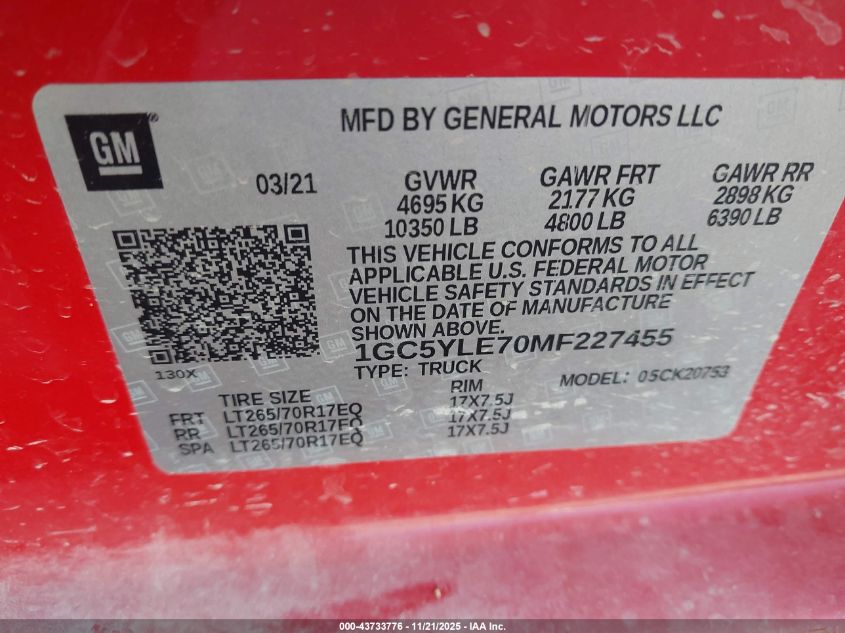 GM ®
MFD BY GENERAL MOTORS LLC
03/21
GVWR GAWR FRT GAWR RR
4695 KG 2177 KG 2898 KG
10350 LB 4800 LB 6390 LB
THIS VEHICLE CONFORMS TO ALL
APPLICABLE U.S. FEDERAL MOTOR
VEHICLE SAFETY STANDARDS IN EFFECT
ON THE DATE OF MANUFACTURE
SHOWN ABOVE.
1GC5YLE70MF227455
130X
TYPE: TRUCK
MODEL: 05CK20753
TIRE SIZE RIM
FRT LT265/70R17EQ 17X7.5J
RR LT265/70R17EQ 17X7.5J
SPA LT265/70R17EQ 17X7.5J
000-43733776 - 11/21/2025 - IAA Inc.